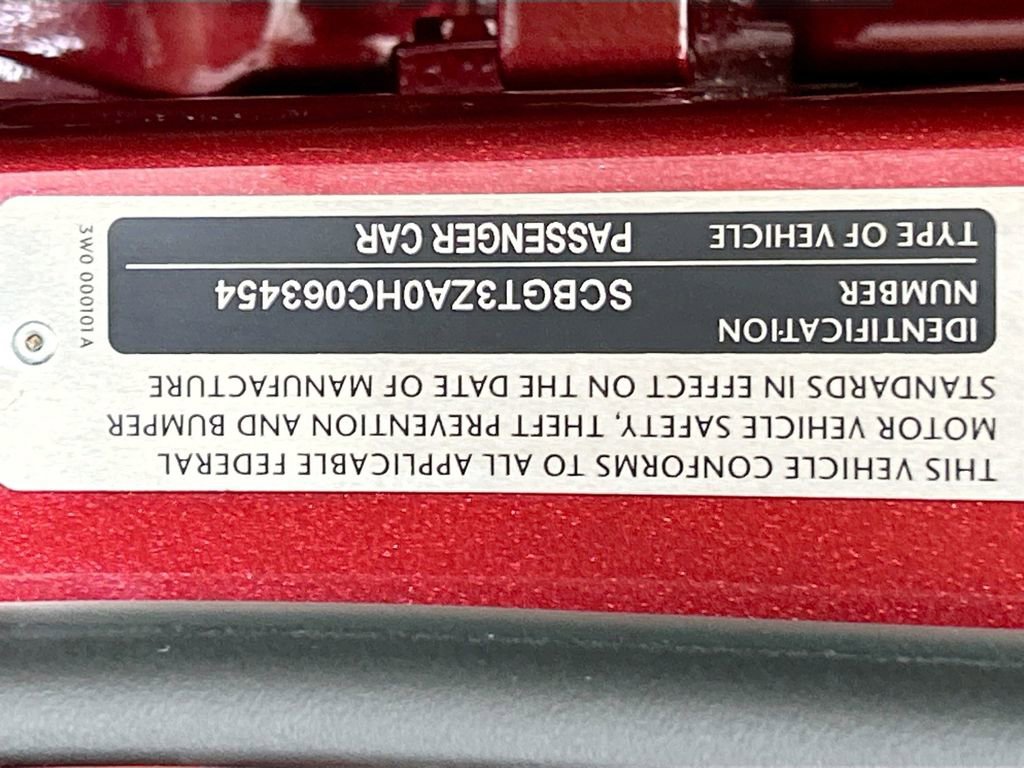 THIS VEHICLE CONFORMS TO ALL APPLICABLE FEDERAL
MOTOR VEHICLE SAFETY, THEFT PREVENTION AND BUMPER
STANDARDS IN EFFECT ON THE DATE OF MANUFACTURE
IDENTIFICATION
NUMBER SCBGT3ZA0HC063454
TYPE OF VEHICLE PASSENGER CAR
3W0 000101 A